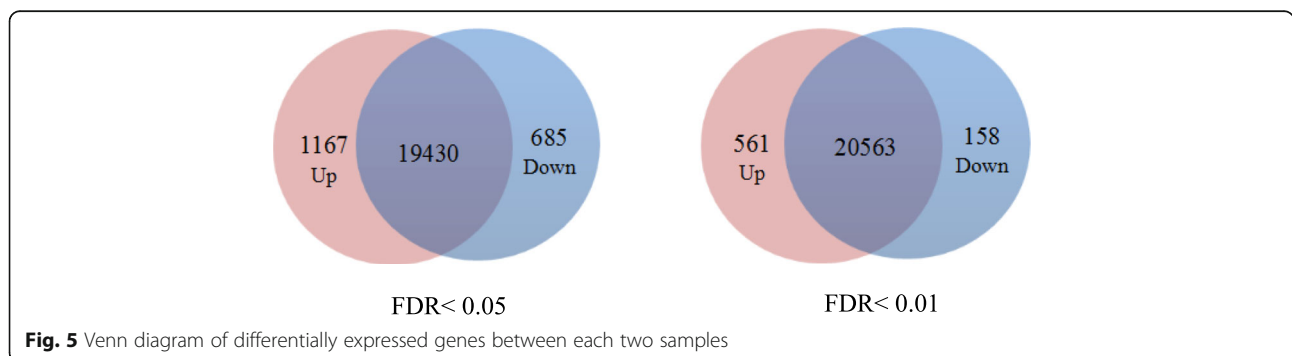 1167
Up
19430
685
Down
561
Up
20563
158
Down
FDR< 0.05
FDR< 0.01
Fig. 5 Venn diagram of differentially expressed genes between each two samples